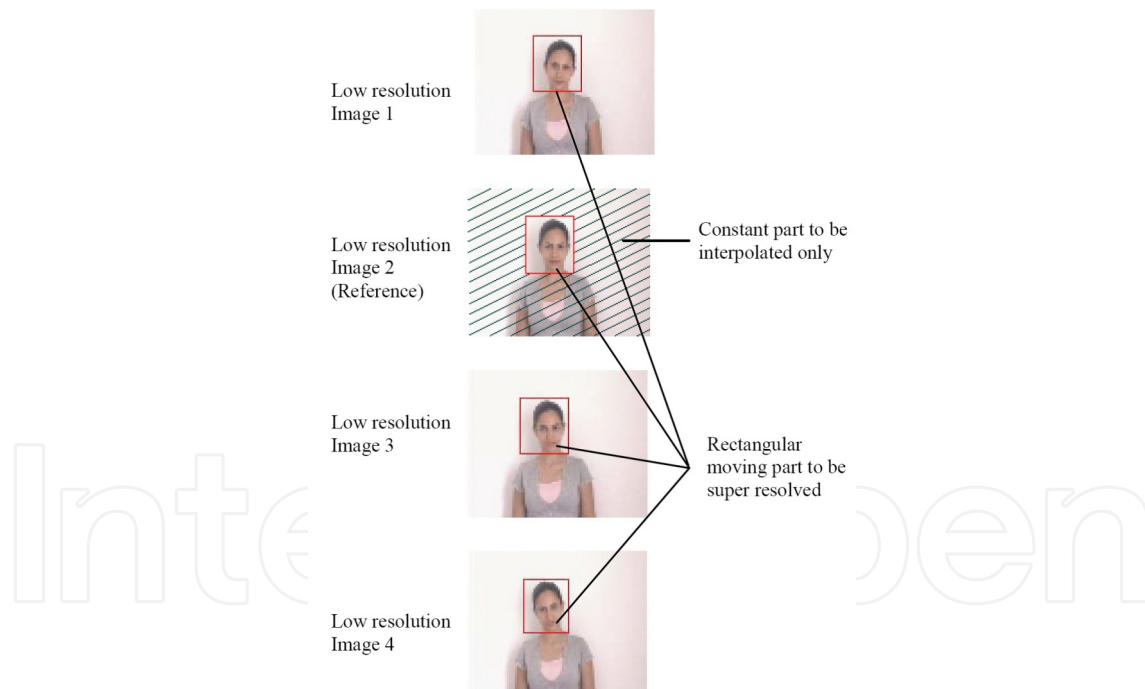 Low resolution
Image 1
Low resolution
Image 2
(Reference)
Constant part to be
interpolated only
Low resolution
Image 3
Rectangular
moving part to be
super resolved
Low resolution
Image 4
Inte
pen